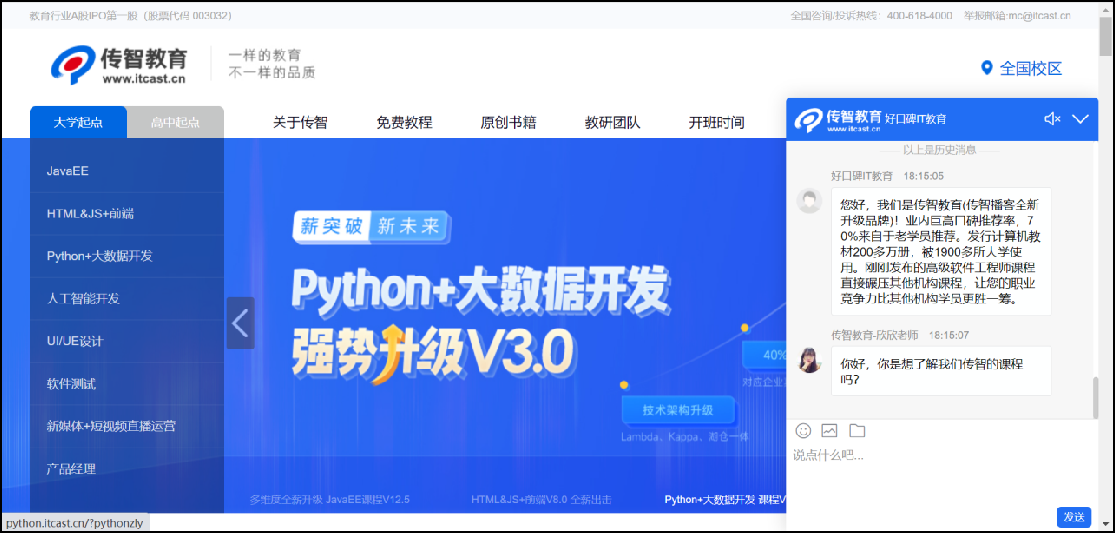 教育行业A股IPO第一股（股票代码 003032）
全国咨询/投诉热线：400-618-4000 举报邮箱:mc@itcast.cn
传智教育
www.itcast.cn
一样的教育
不一样的品质
全国校区
大学起点
高中起点
关于传智
免费教程
原创书籍
教研团队
开班时间
JavaEE
HTML&JS+前端
Python+大数据开发
人工智能开发
UI/UE设计
软件测试
新媒体+短视频直播运营
产品经理
薪突破 新未来
Python+大数据开发
强势升级V3.0
40%
对应企业
技术架构升级
Lambda、Kappa、湖仓一体
多维度全新升级 JavaEE课程V12.5
HTML&JS+前端V8.0 全新出击
Python+大数据开发 课程V
python.itcast.cn/?pythonzly
传智教育
www.itcast.cn
好口碑IT教育
以上是历史消息
好口碑IT教育 18:15:05
您好，我们是传智教育(传智播客全新
升级品牌)！业内巨高口碑推荐率，7
0%来自于老学员推荐。发行计算机教
材200多万册，被1900多所大学使
用。刚刚发布的高级软件工程师课程
直接碾压其他机构课程，让您的职业
竞争力比其他机构学员更胜一筹。
传智教育-欣欣老师 18:15:07
你好，你是想了解我们传智的课程
吗?
说点什么吧...
发送